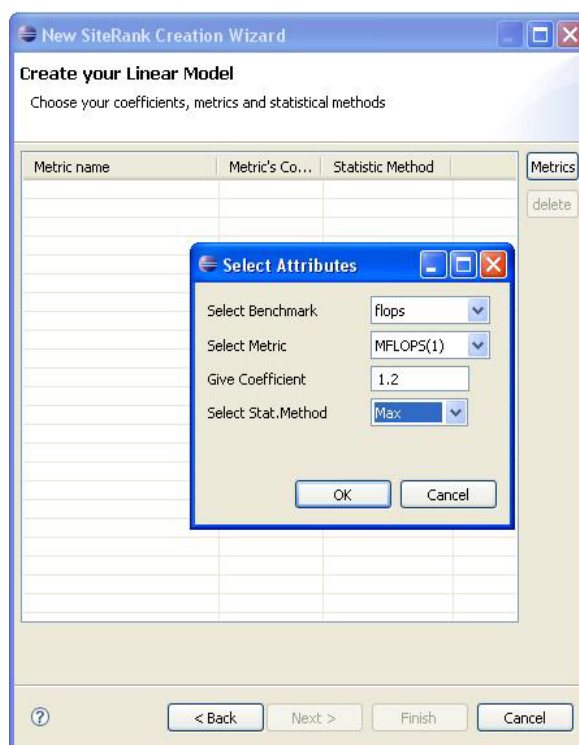 New SiteRank Creation Wizard
Create your Linear Model
Choose your coefficients, metrics and statistical methods
Metric name Metric's Co... Statistic Method Metrics
delete
Select Attributes
Select Benchmark flops
Select Metric MFLOPS(1)
Give Coefficient 1.2
Select Stat.Method Max
OK Cancel
? < Back Next > Finish Cancel